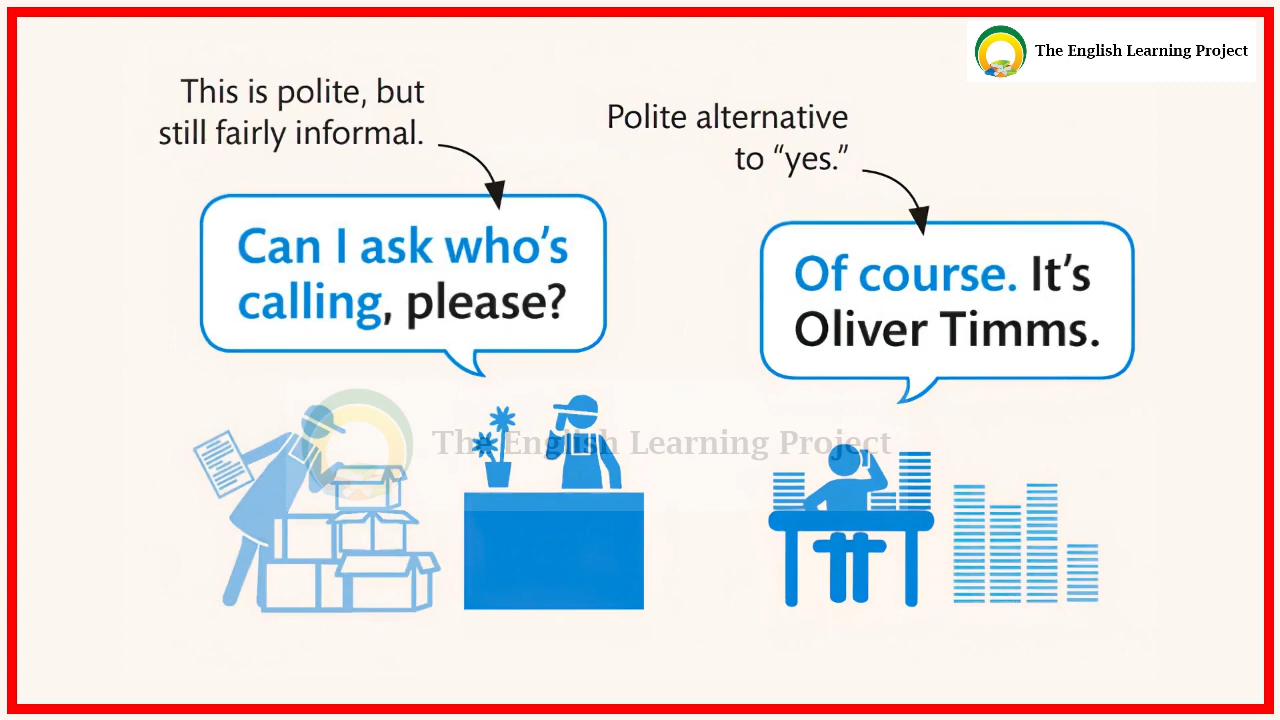 The English Learning Project
This is polite, but
still fairly informal.
Polite alternative
to “yes.”
Can I ask who’s
calling, please?
Of course. It’s
Oliver Timms.
The English Learning Project